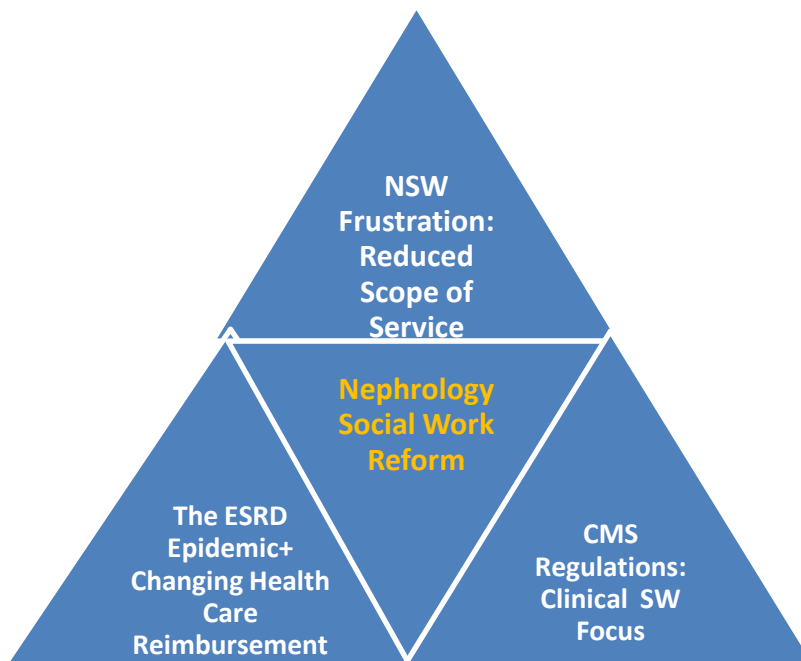 NSW
Frustration:
Reduced
Scope of
Service
Nephrology
Social Work
Reform
The ESRD
Epidemic+
Changing Health
Care
Reimbursement
CMS
Regulations:
Clinical SW
Focus